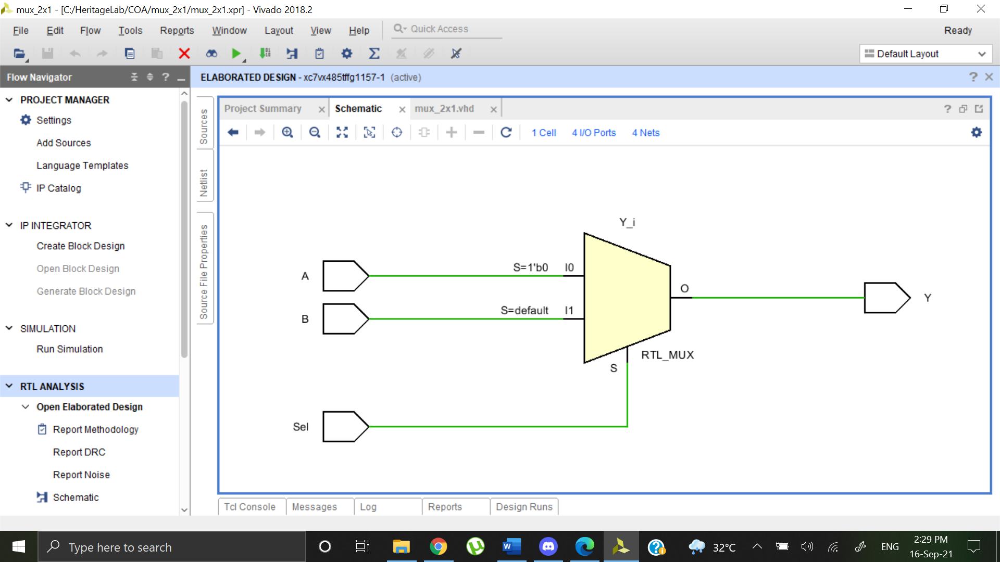 mux_2x1 - [C:/HeritageLab/COA/mux_2x1/mux_2x1.xpr] - Vivado 2018.2
File Edit Flow Tools Reports Window Layout View Help Quick Access Ready
Default Layout
Flow Navigator
ELABORATED DESIGN - xc7vx485tffg1157-1 (active)
PROJECT MANAGER
Settings
Add Sources
Language Templates
IP Catalog
IP INTEGRATOR
Create Block Design
Open Block Design
Generate Block Design
SIMULATION
Run Simulation
RTL ANALYSIS
Open Elaborated Design
Report Methodology
Report DRC
Report Noise
Schematic
Sources
Netlist
Source File Properties
Project Summary Schematic mux_2x1.vhd
1 Cell 4 I/O Ports 4 Nets
Y_i
A S=1'b0 I0
O
Y
B S=default I1
RTL_MUX
S
Sel
Tcl Console Messages Log Reports Design Runs
Type here to search
32°C
ENG
2:29 PM
16-Sep-21